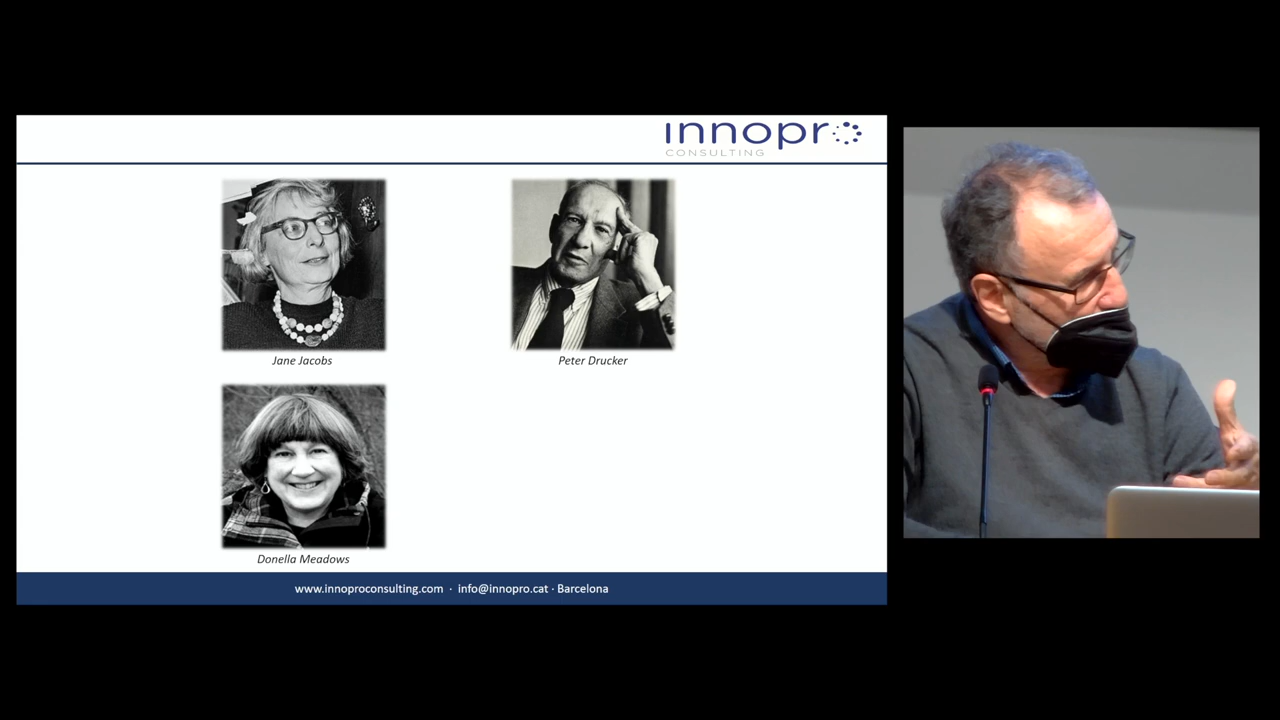 innopro
CONSULTING
Jane Jacobs
Peter Drucker
Donella Meadows
www.innoproconsulting.com · info@innopro.cat · Barcelona